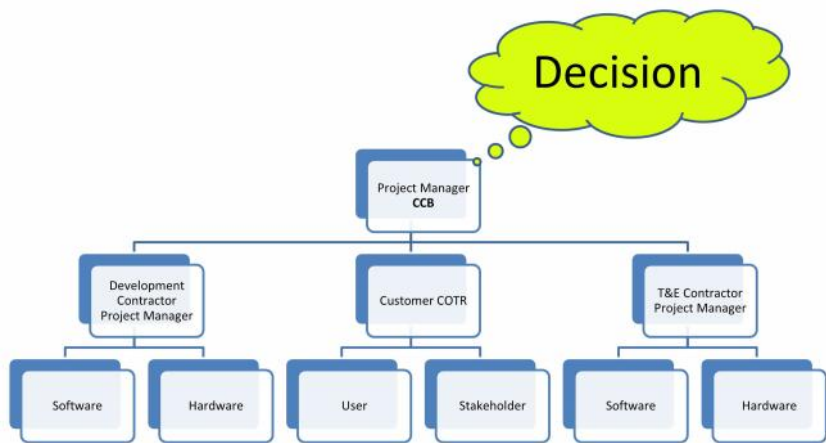 Decision
Project Manager
CCB
Development
Contractor
Project Manager
Customer COTR
T&E Contractor
Project Manager
Software
Hardware
User
Stakeholder
Software
Hardware